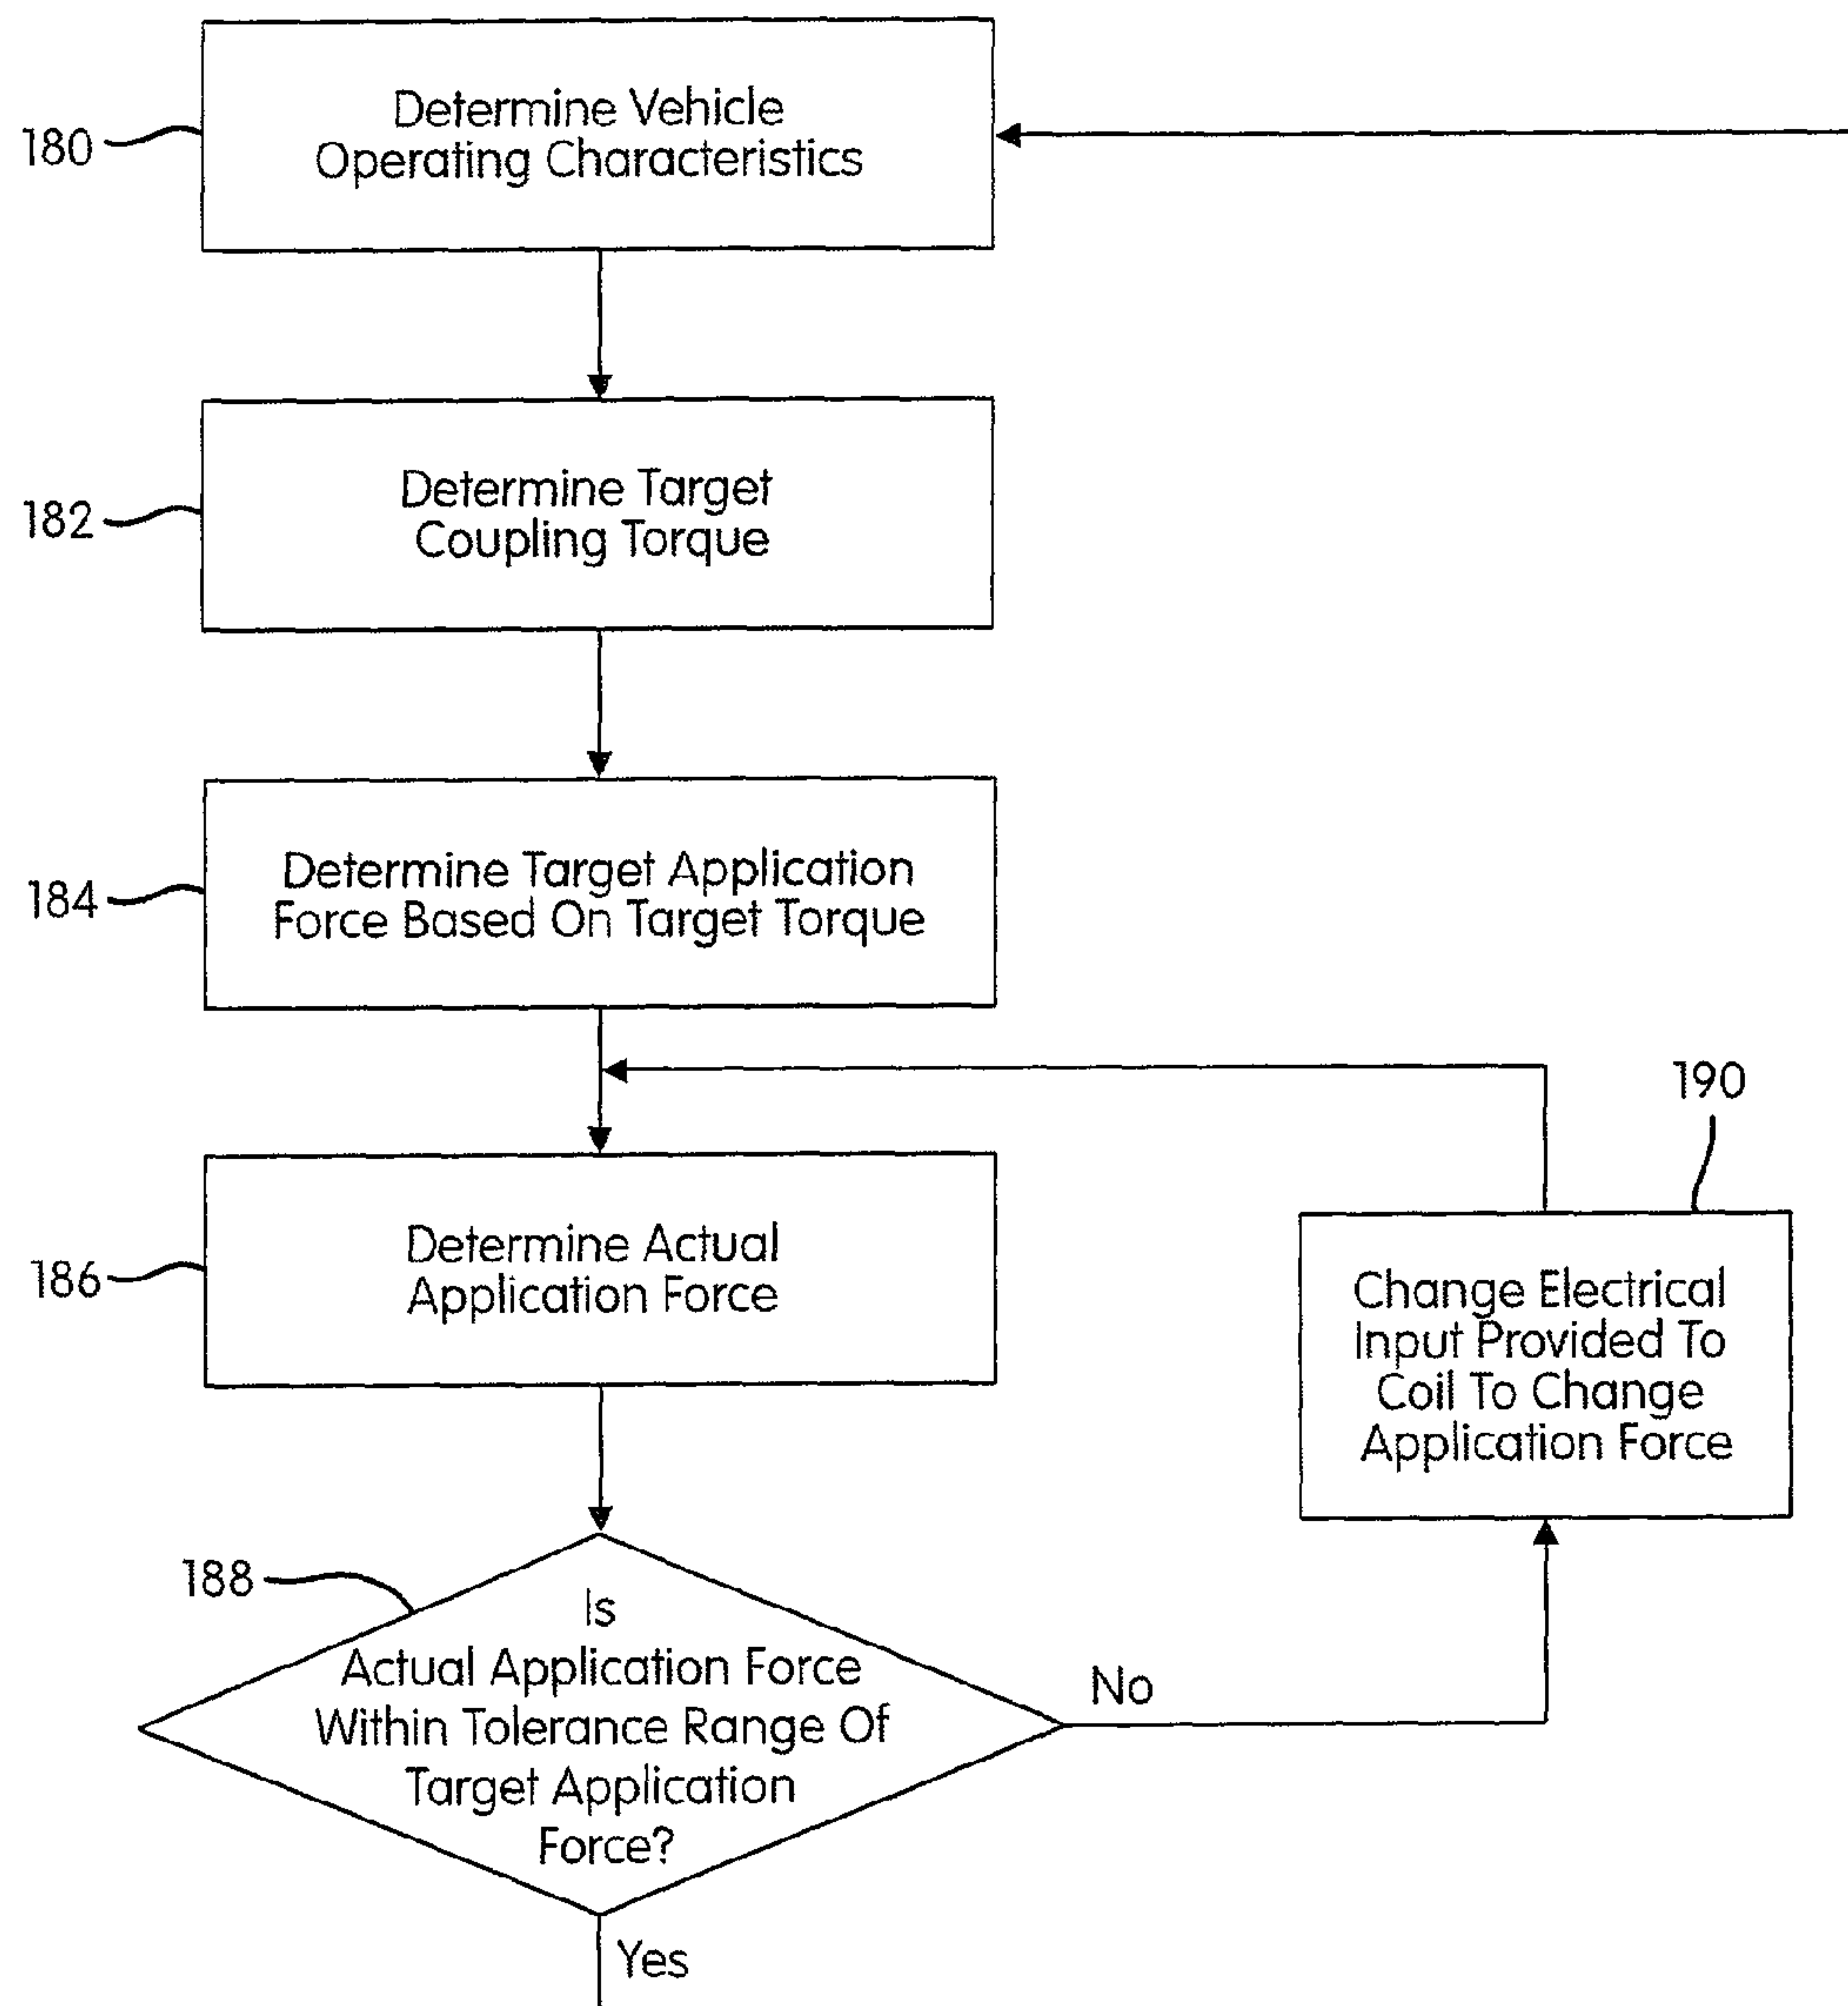 180
Determine Vehicle
Operating Characteristics
182
Determine Target
Coupling Torque
184
Determine Target Application
Force Based On Target Torque
186
Determine Actual
Application Force
190
Change Electrical
Input Provided To
Coil To Change
Application Force
188
Is
Actual Application Force
Within Tolerance Range Of
Target Application
Force?
No
Yes